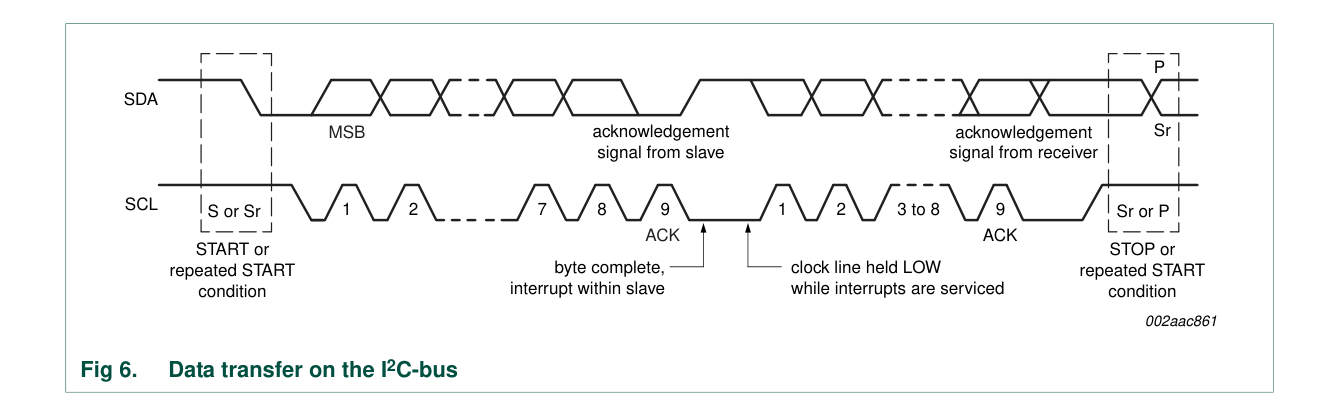 P
SDA
MSB
acknowledgement
signal from slave
acknowledgement
signal from receiver
Sr
SCL
S or Sr
1
2
7
8
9
1
2
3 to 8
9
Sr or P
ACK
ACK
START or
repeated START
condition
byte complete,
interrupt within slave
clock line held LOW
while interrupts are serviced
STOP or
repeated START
condition
002aac861
Fig 6. Data transfer on the I²C-bus